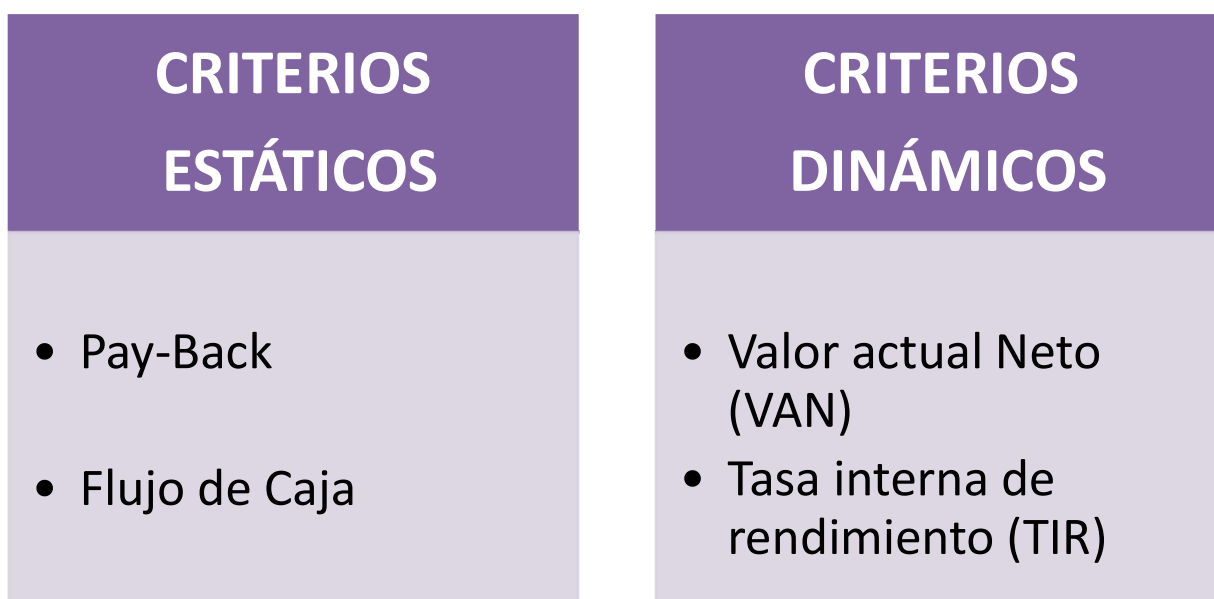 CRITERIOS
ESTÁTICOS
• Pay-Back
• Flujo de Caja
CRITERIOS
DINÁMICOS
• Valor actual Neto
(VAN)
• Tasa interna de
rendimiento (TIR)